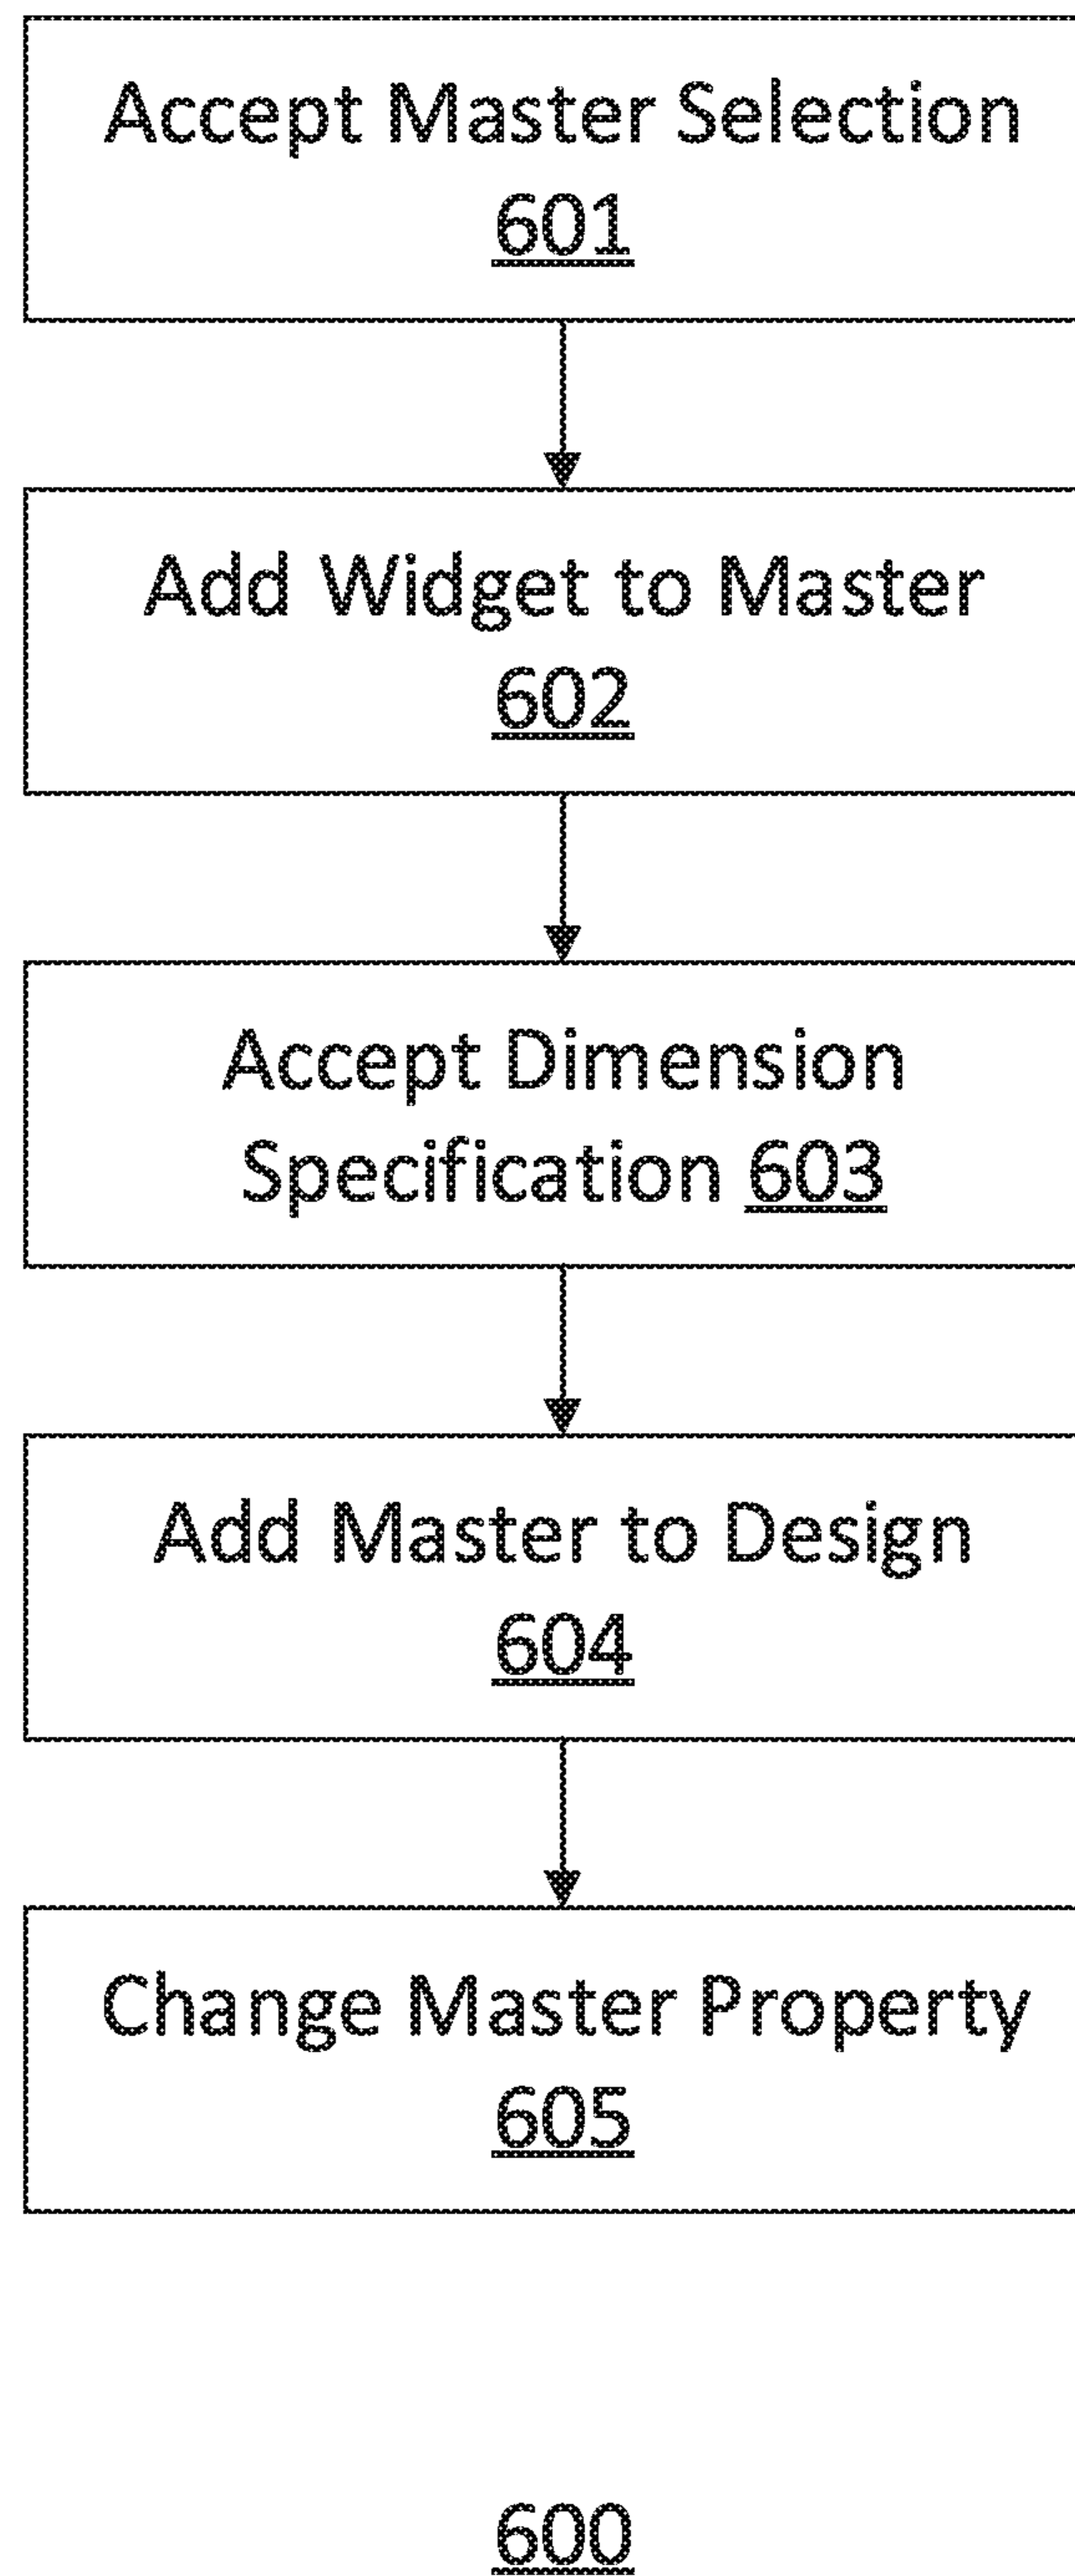 Accept Master Selection
601
Add Widget to Master
602
Accept Dimension
Specification 603
Add Master to Design
604
Change Master Property
605
600